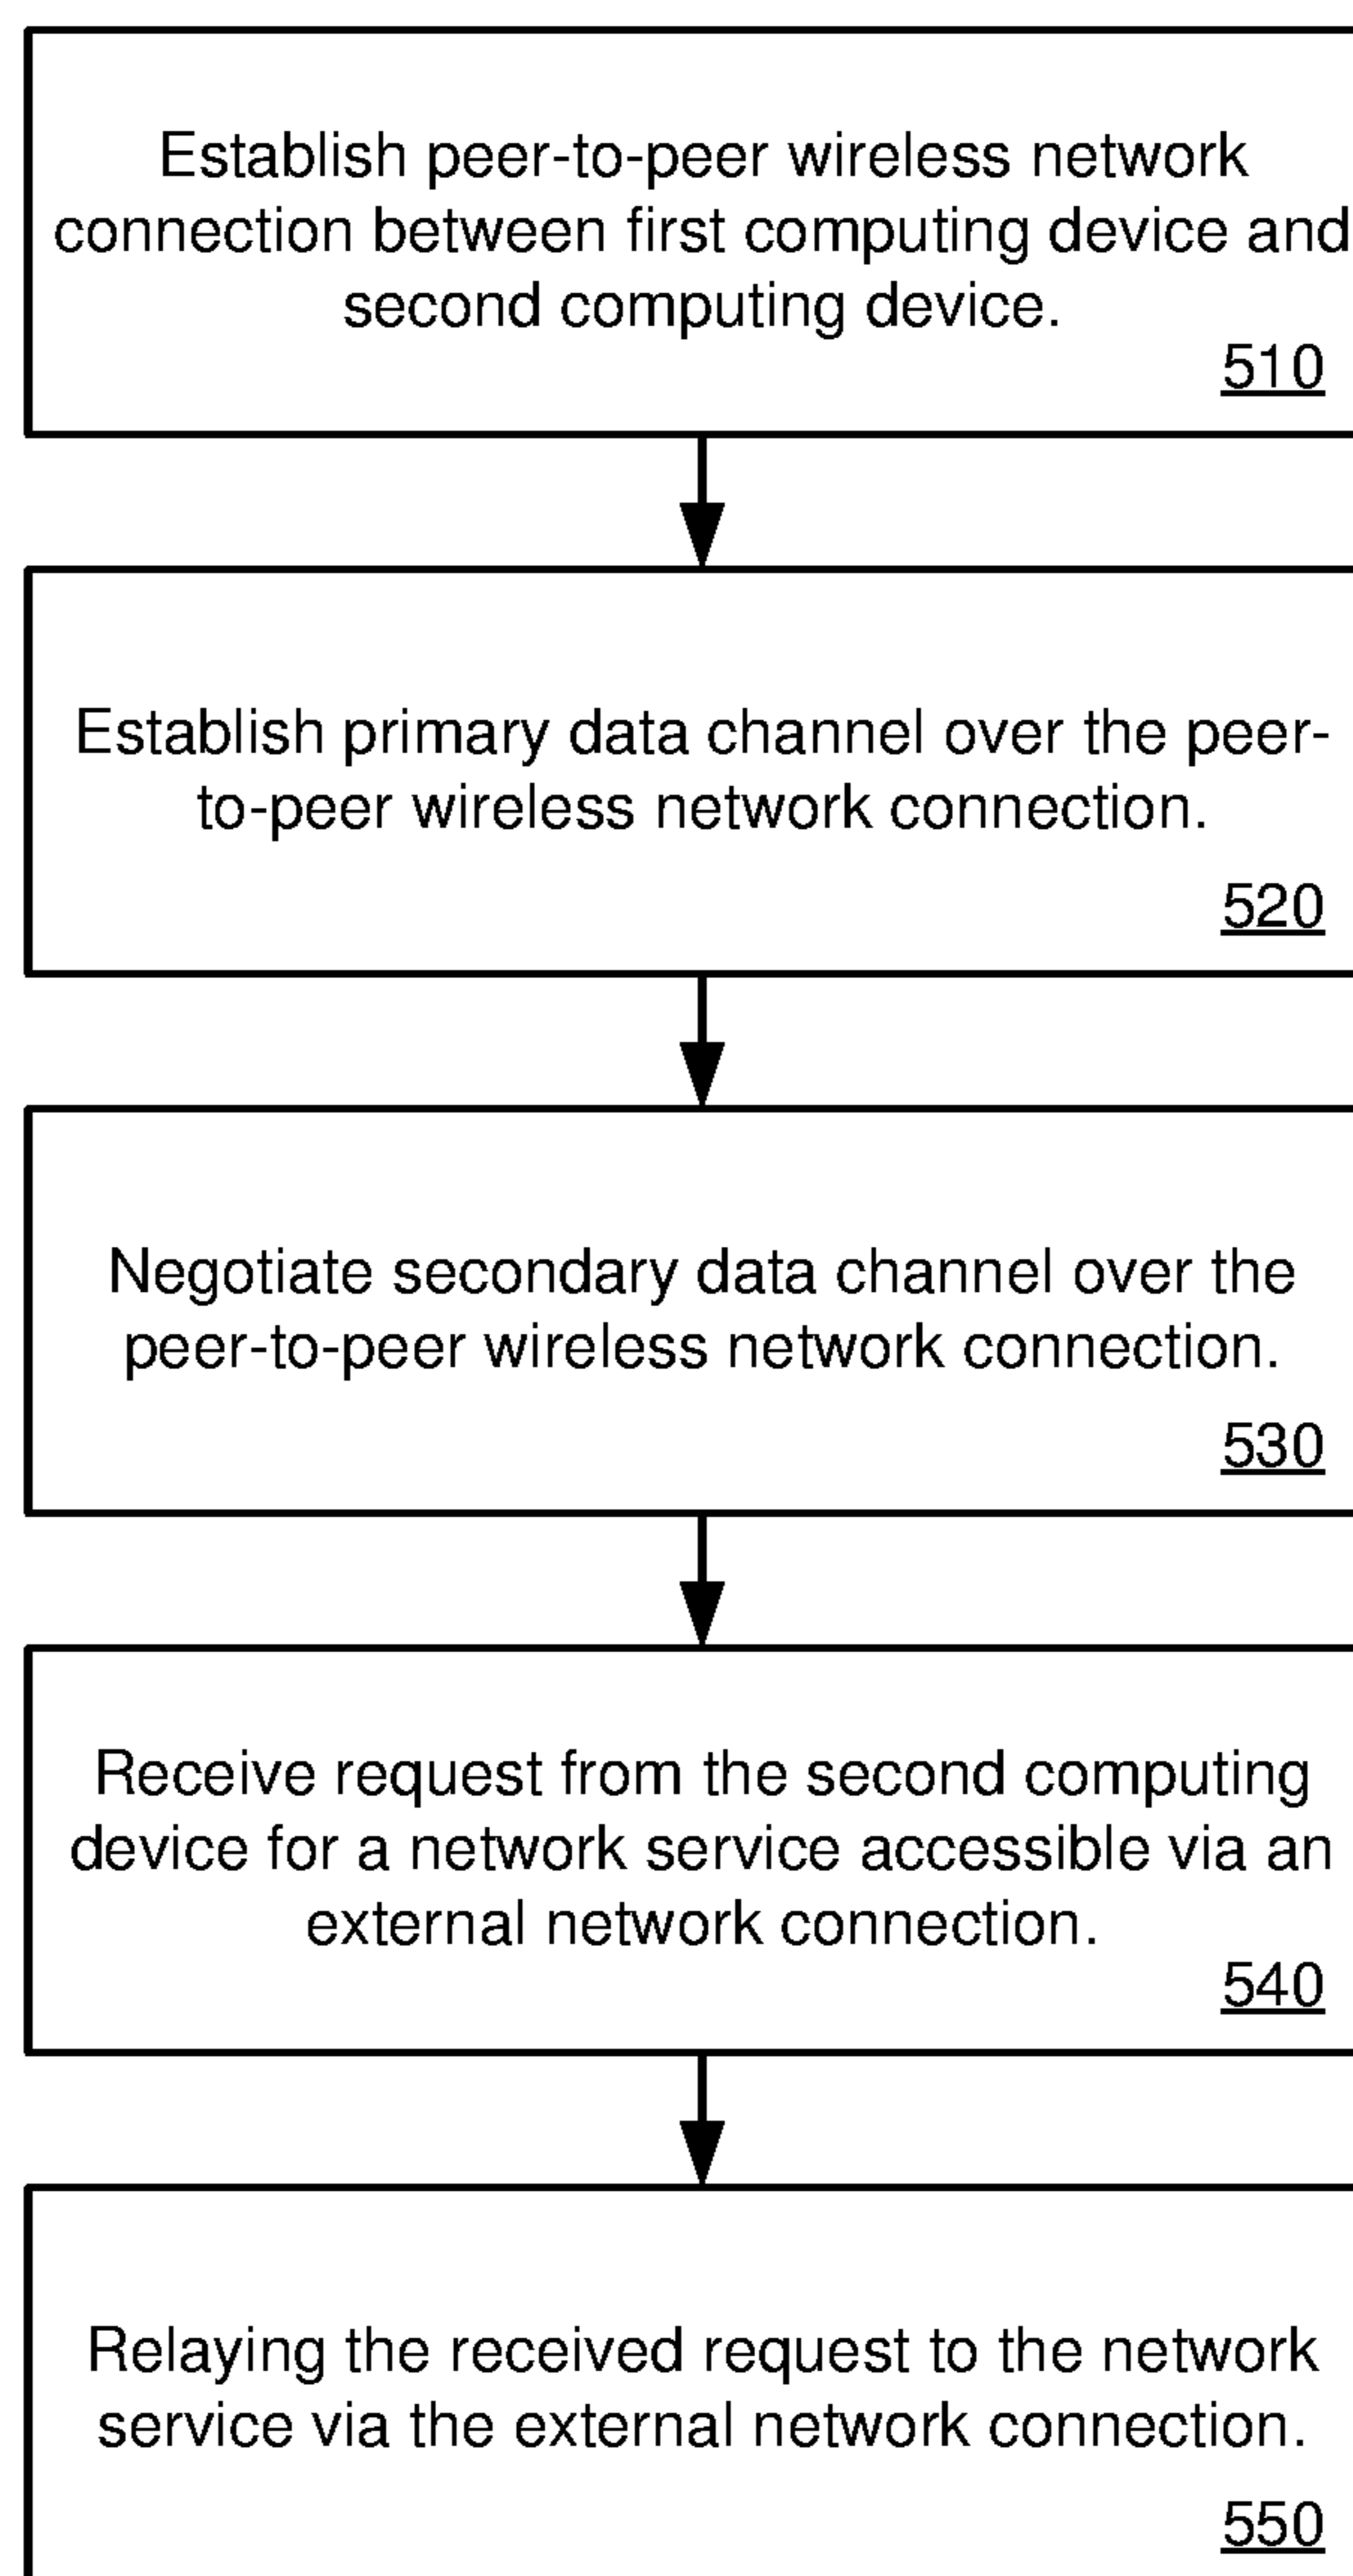 Establish peer-to-peer wireless network
connection between first computing device and
second computing device.
510
Establish primary data channel over the peer-
to-peer wireless network connection.
520
Negotiate secondary data channel over the
peer-to-peer wireless network connection.
530
Receive request from the second computing
device for a network service accessible via an
external network connection.
540
Relaying the received request to the network
service via the external network connection.
550